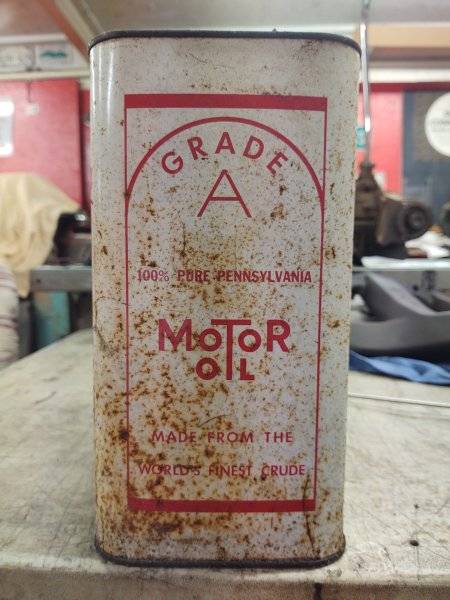 GRADE
A
100% PURE PENNSYLVANIA
MOTOR
OIL
MADE FROM THE
WORLD'S FINEST CRUDE